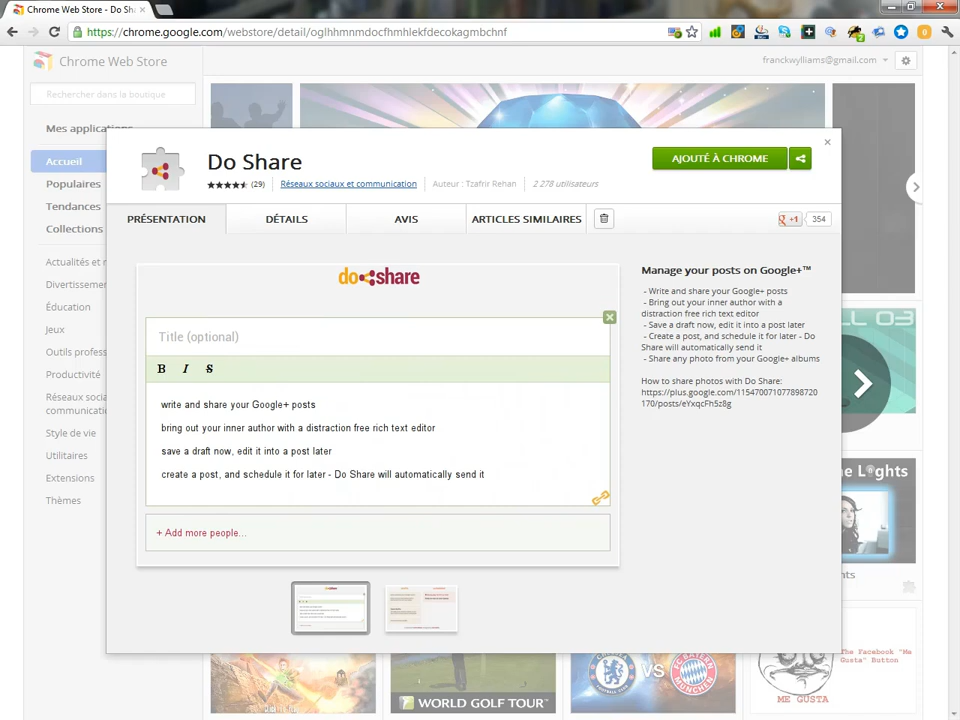 Chrome Web Store - Do Sh
https://chrome.google.com/webstore/detail/oglhhmnmdocfhmhlekfdecokagmbchnf
Chrome Web Store
franckwylliams@gmail.com
Rechercher dans la boutique
Mes applications
Accueil
Populaires
Tendances
Collections
Actualités et
Divertissemen
Éducation
Jeux
Outils profess
Productivité
Réseaux socia
communicatio
Style de vie
Utilitaires
Extensions
Thèmes
Do Share
(29)
Réseaux sociaux et communication
Auteur : Tzafrir Rehan
2 278 utilisateurs
AJOUTÉ À CHROME
PRÉSENTATION
DÉTAILS
AVIS
ARTICLES SIMILAIRES
+1
354
do share
Title (optional)
B I S
write and share your Google+ posts
bring out your inner author with a distraction free rich text editor
save a draft now, edit it into a post later
create a post, and schedule it for later - Do Share will automatically send it
+ Add more people...
Manage your posts on Google+™
- Write and share your Google+ posts
- Bring out your inner author with a
distraction free rich text editor
- Save a draft now, edit it into a post later
- Create a post, and schedule it for later - Do
Share will automatically send it
- Share any photo from your Google+ albums
How to share photos with Do Share:
https://plus.google.com/115470071077898720
170/posts/eYxqcFh5z8g
WORLD GOLF TOUR
VS
ME GUSTA
The Facebook "Me
Gusta" Button